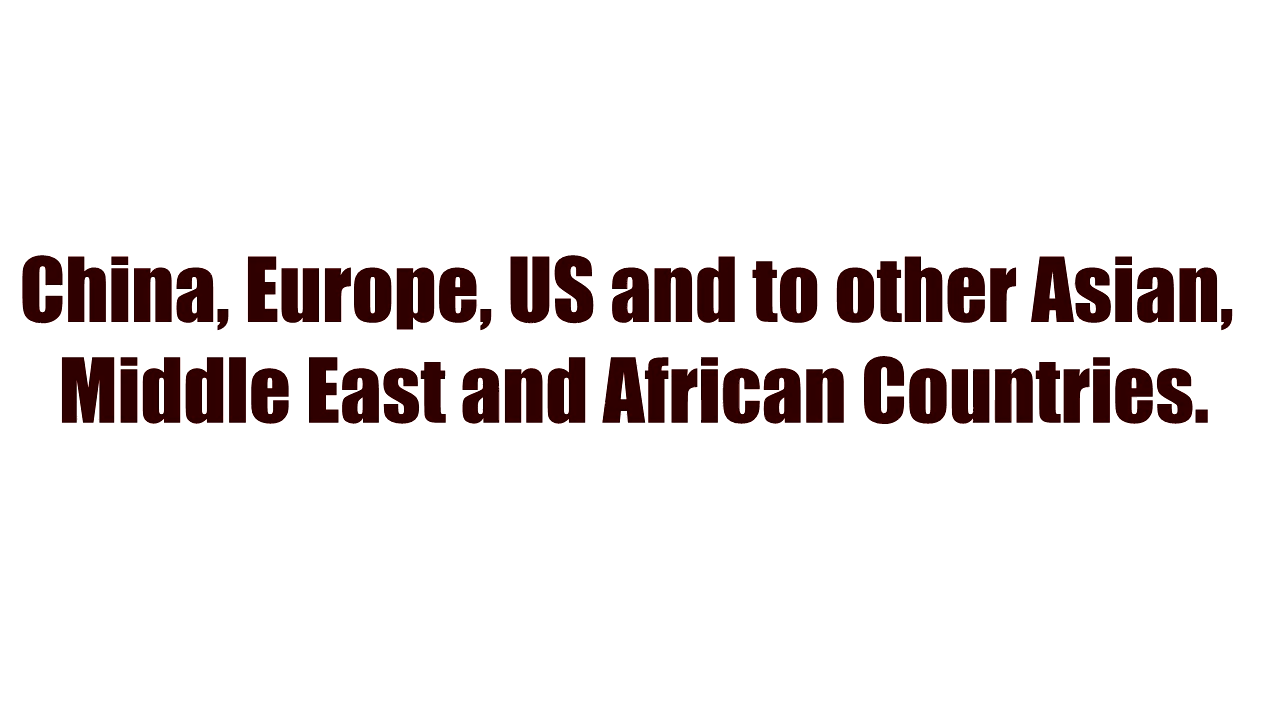 China, Europe, US and to other Asian,
Middle East and African Countries.